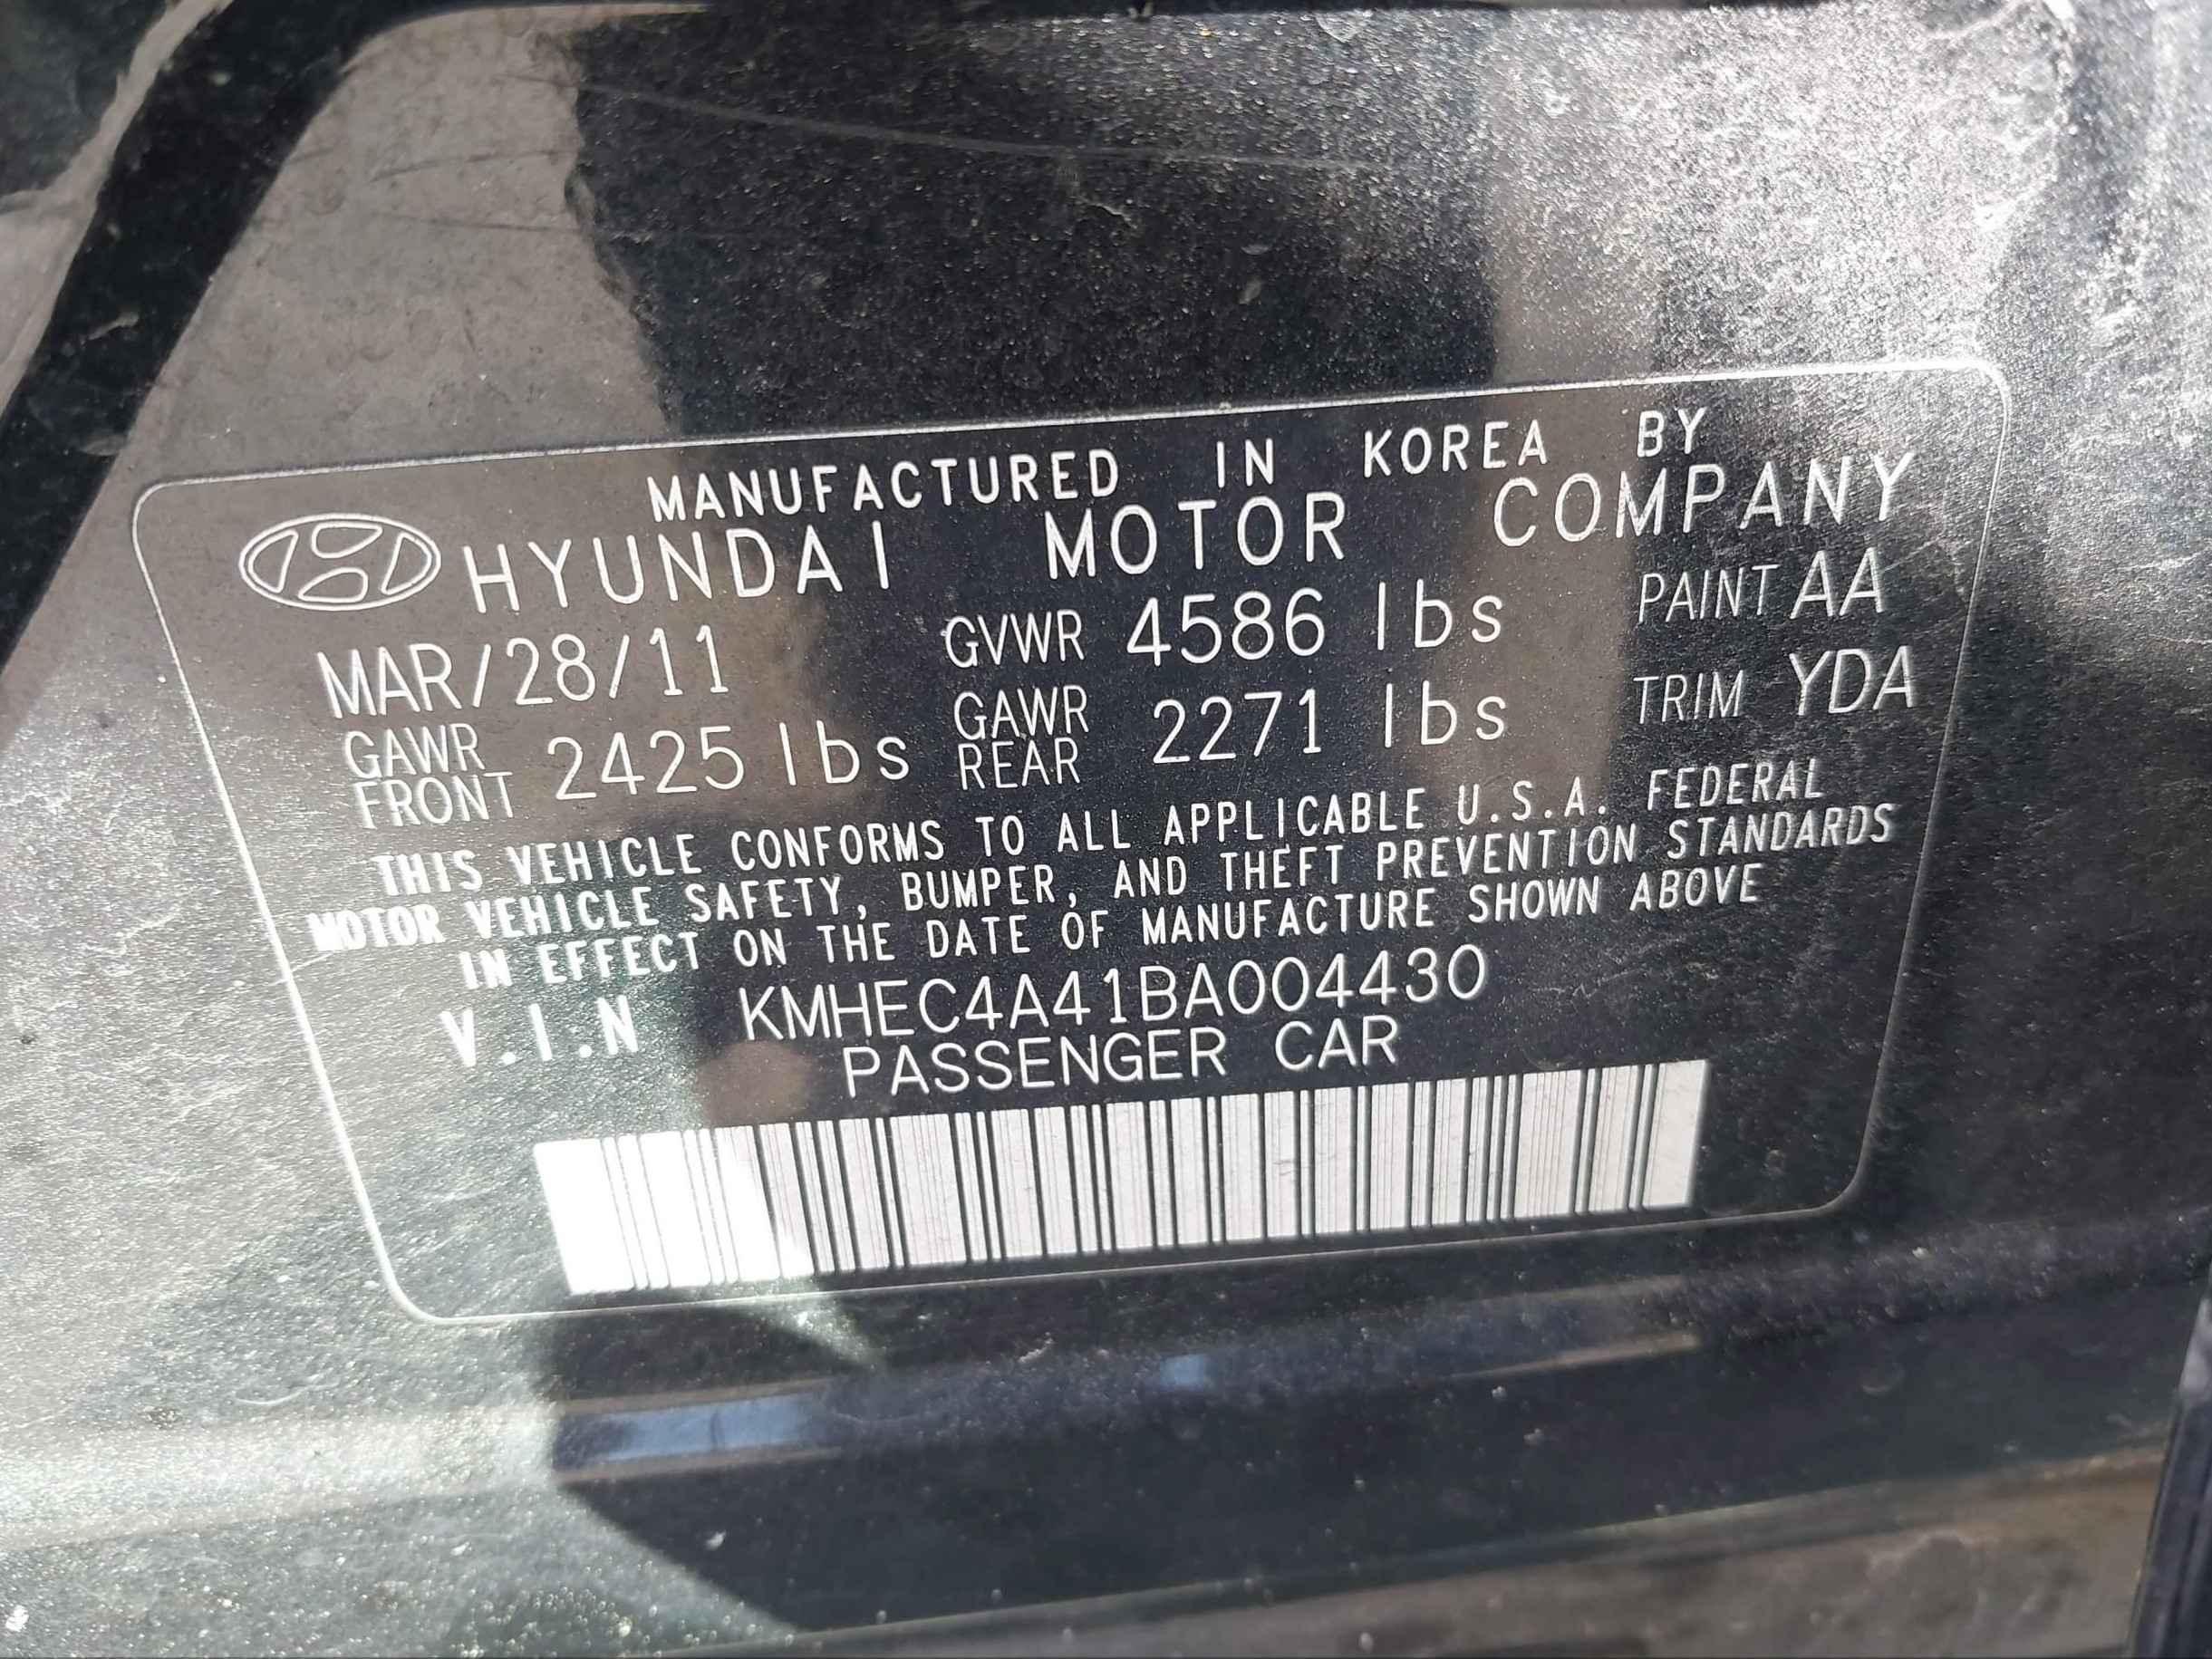 MANUFACTURED IN KOREA BY
HYUNDAI MOTOR COMPANY
MAR/28/11 GVWR 4586 lbs PAINT AA
GAWR FRONT 2425 lbs GAWR REAR 2271 lbs TRIM YDA
THIS VEHICLE CONFORMS TO ALL APPLICABLE U.S.A. FEDERAL
MOTOR VEHICLE SAFETY, BUMPER, AND THEFT PREVENTION STANDARDS
IN EFFECT ON THE DATE OF MANUFACTURE SHOWN ABOVE
V.I.N KMHEC4A41BA004430
PASSENGER CAR